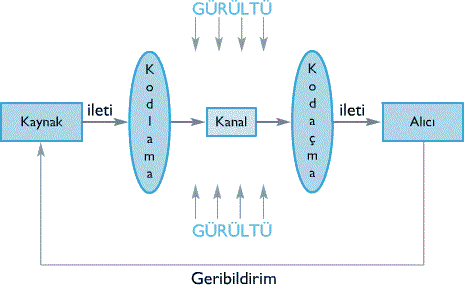 GÜRÜLTÜ
Kaynak
ileti
Kodlama
Kanal
Kodaçma
ileti
Alıcı
GÜRÜLTÜ
Geribildirim